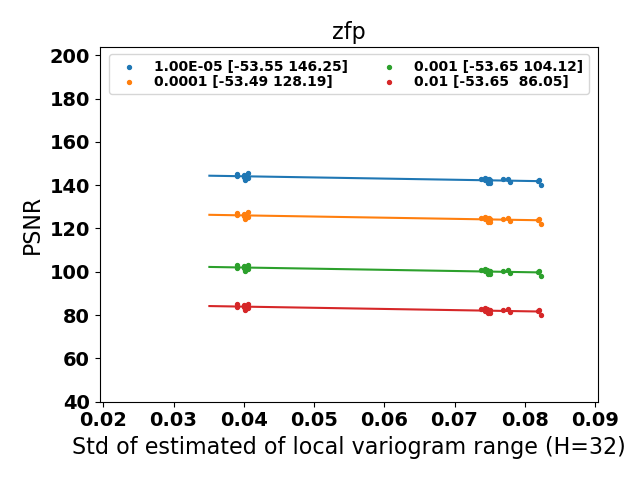 zfp
1.00E-05 [-53.55 146.25]
0.0001 [-53.49 128.19]
0.001 [-53.65 104.12]
0.01 [-53.65  86.05]
PSNR
200
180
160
140
120
100
80
60
40
0.02 0.03 0.04 0.05 0.06 0.07 0.08 0.09
Std of estimated of local variogram range (H=32)